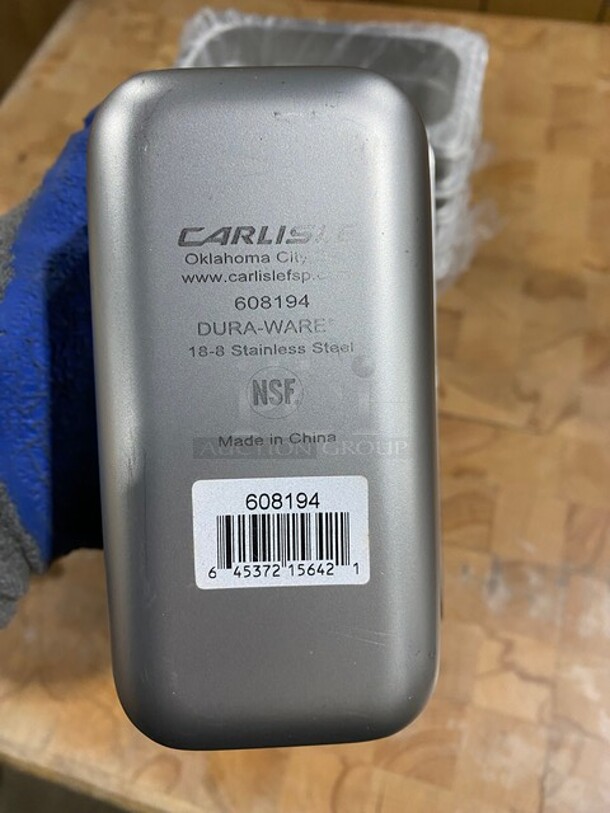 CARLISLE
Oklahoma City
www.carlislefsp.
608194
DURA-WARE
18-8 Stainless Steel
NSF
Made in China
AUCTION GROUP
608194
6 45372 15642 1